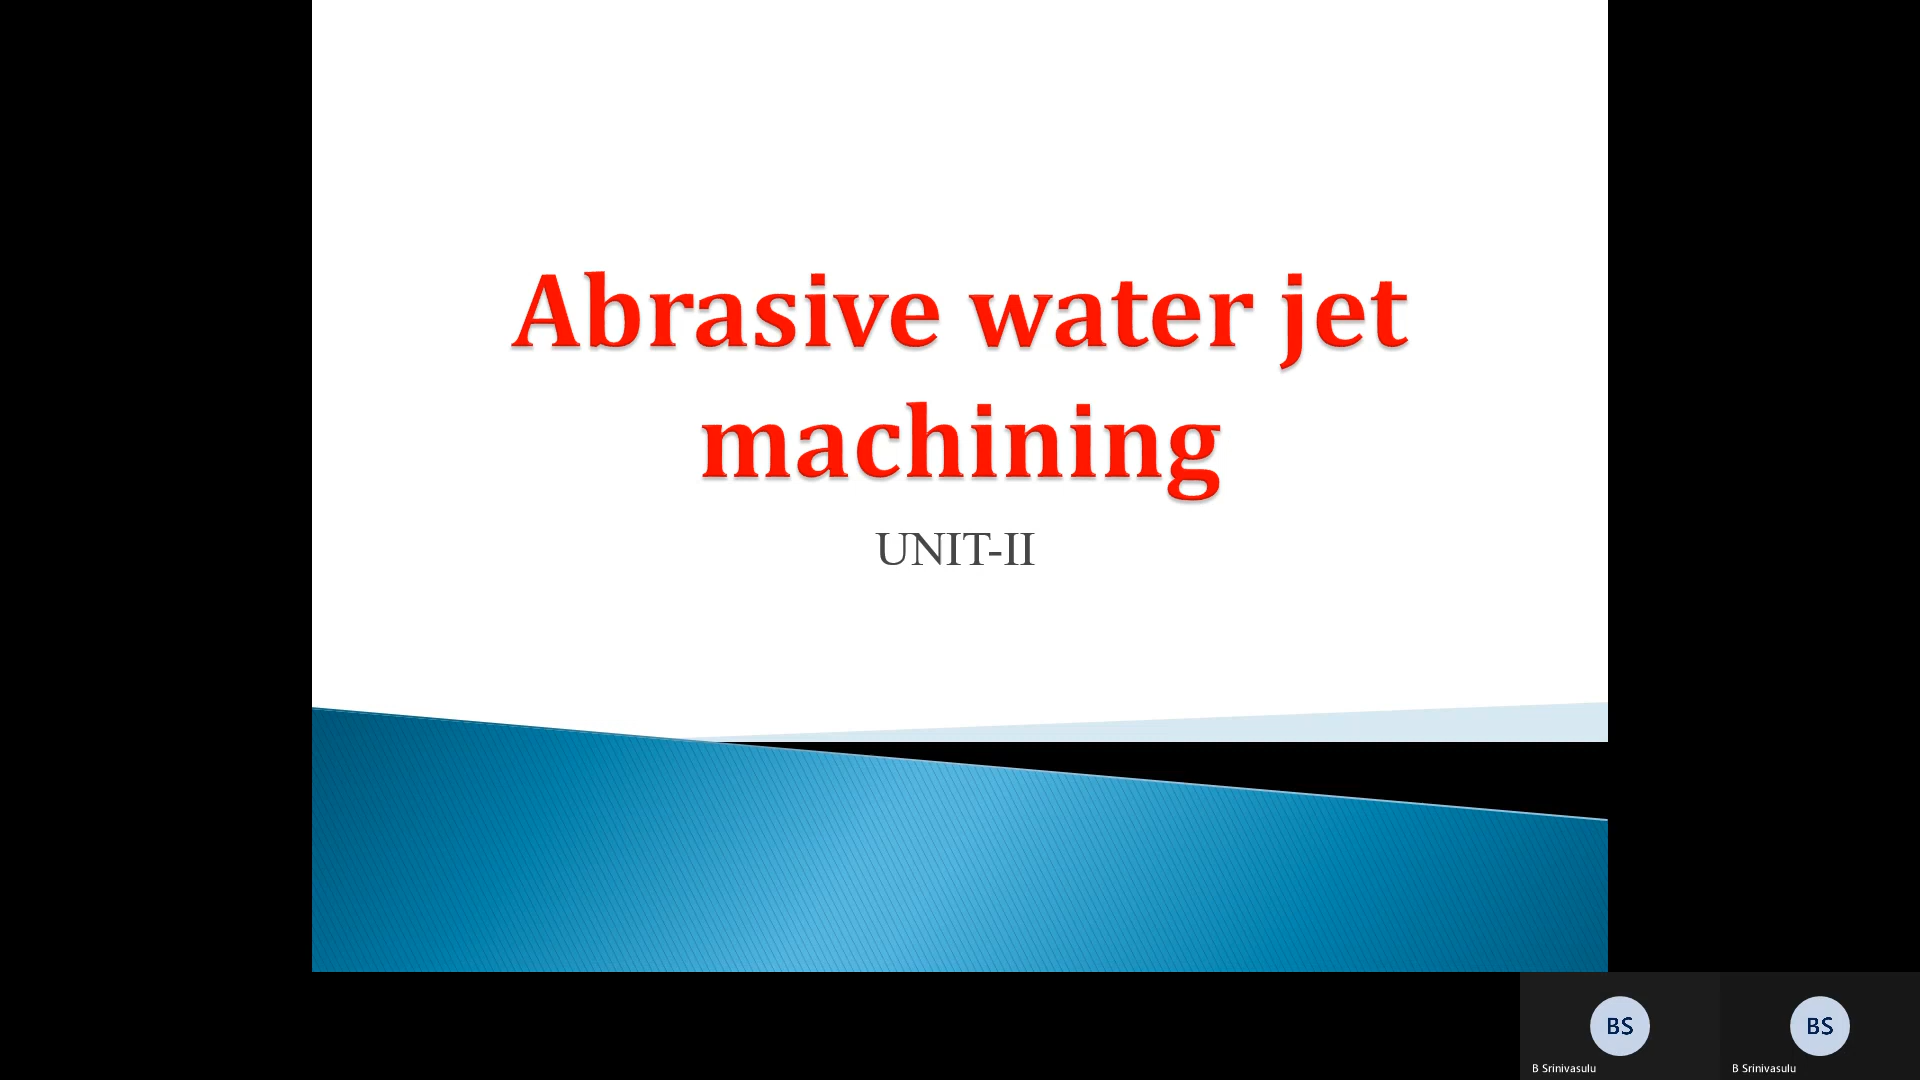 Abrasive water jet
machining
UNIT-II
BS
B Srinivasulu
BS
B Srinivasulu